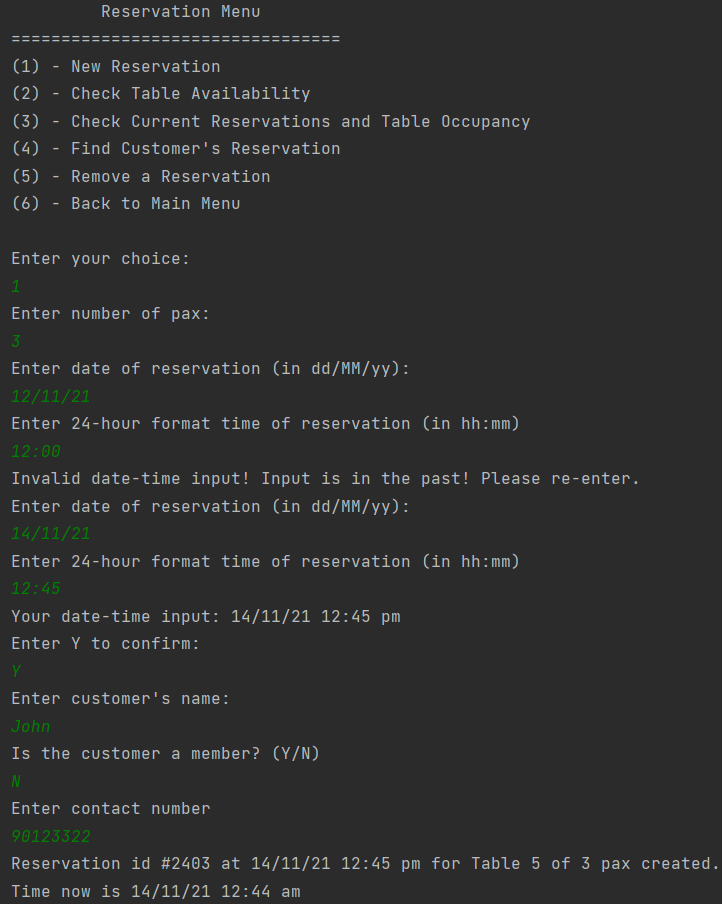 Reservation Menu
=================================
(1) - New Reservation
(2) - Check Table Availability
(3) - Check Current Reservations and Table Occupancy
(4) - Find Customer's Reservation
(5) - Remove a Reservation
(6) - Back to Main Menu
Enter your choice:
1
Enter number of pax:
3
Enter date of reservation (in dd/MM/yy):
12/11/21
Enter 24-hour format time of reservation (in hh:mm)
12:00
Invalid date-time input! Input is in the past! Please re-enter.
Enter date of reservation (in dd/MM/yy):
14/11/21
Enter 24-hour format time of reservation (in hh:mm)
12:45
Your date-time input: 14/11/21 12:45 pm
Enter Y to confirm:
Y
Enter customer's name:
John
Is the customer a member? (Y/N)
N
Enter contact number
90123322
Reservation id #2403 at 14/11/21 12:45 pm for Table 5 of 3 pax created.
Time now is 14/11/21 12:44 am